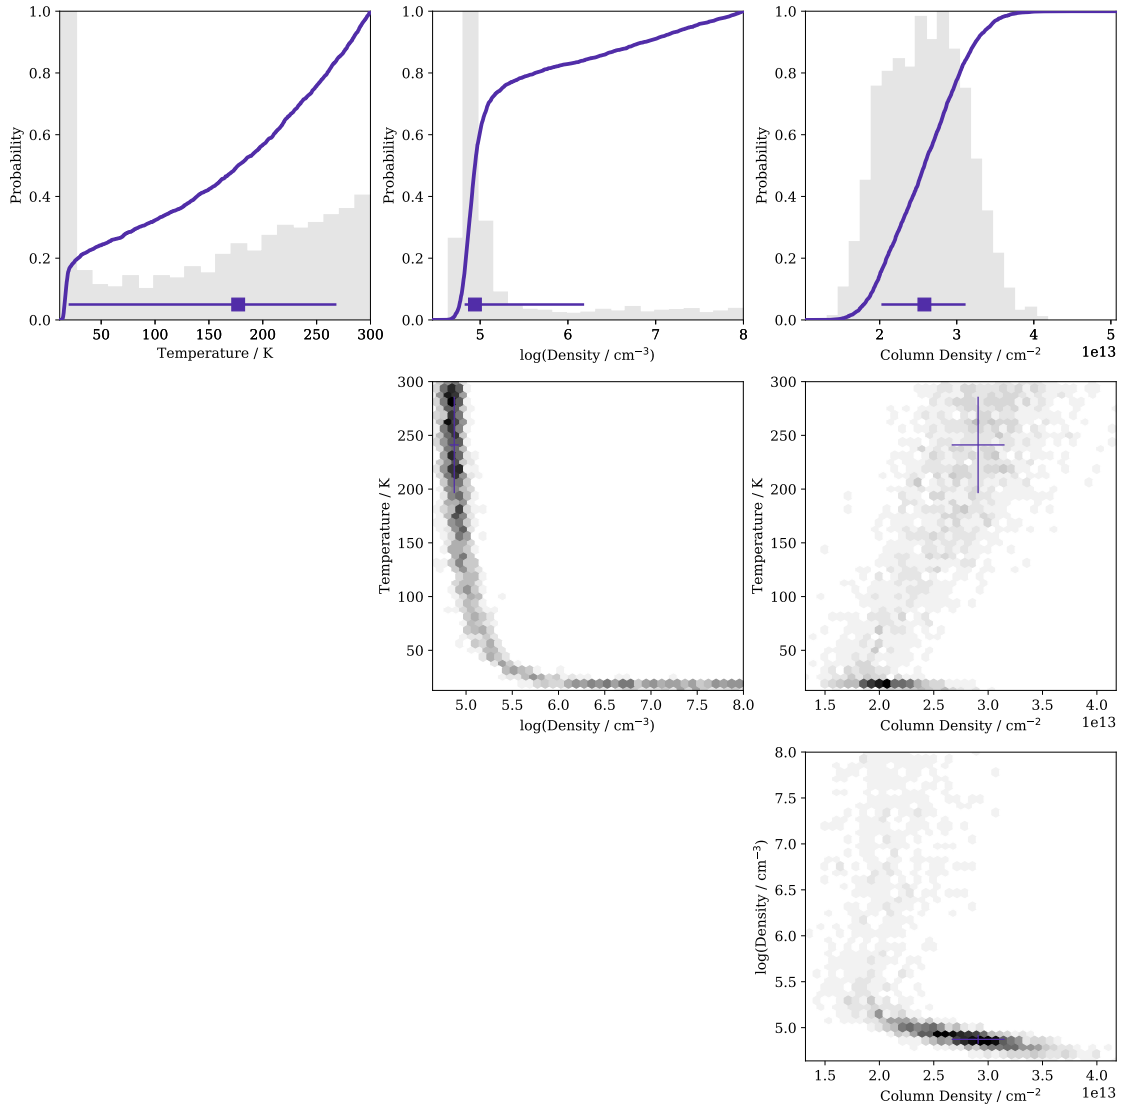 1.0
0.8
0.6
0.4
0.2
0.0
Probability
50 100 150 200 250 300
Temperature / K
1.0
0.8
0.6
0.4
0.2
0.0
Probability
5 6 7 8
log(Density / cm⁻³)
1.0
0.8
0.6
0.4
0.2
0.0
Probability
2 3 4 5
1e13
Column Density / cm⁻²
300
250
200
150
100
50
Temperature / K
5.0 5.5 6.0 6.5 7.0 7.5 8.0
log(Density / cm⁻³)
300
250
200
150
100
50
Temperature / K
1.5 2.0 2.5 3.0 3.5 4.0
1e13
Column Density / cm⁻²
8.0
7.5
7.0
6.5
6.0
5.5
5.0
log(Density / cm⁻³)
1.5 2.0 2.5 3.0 3.5 4.0
1e13
Column Density / cm⁻²